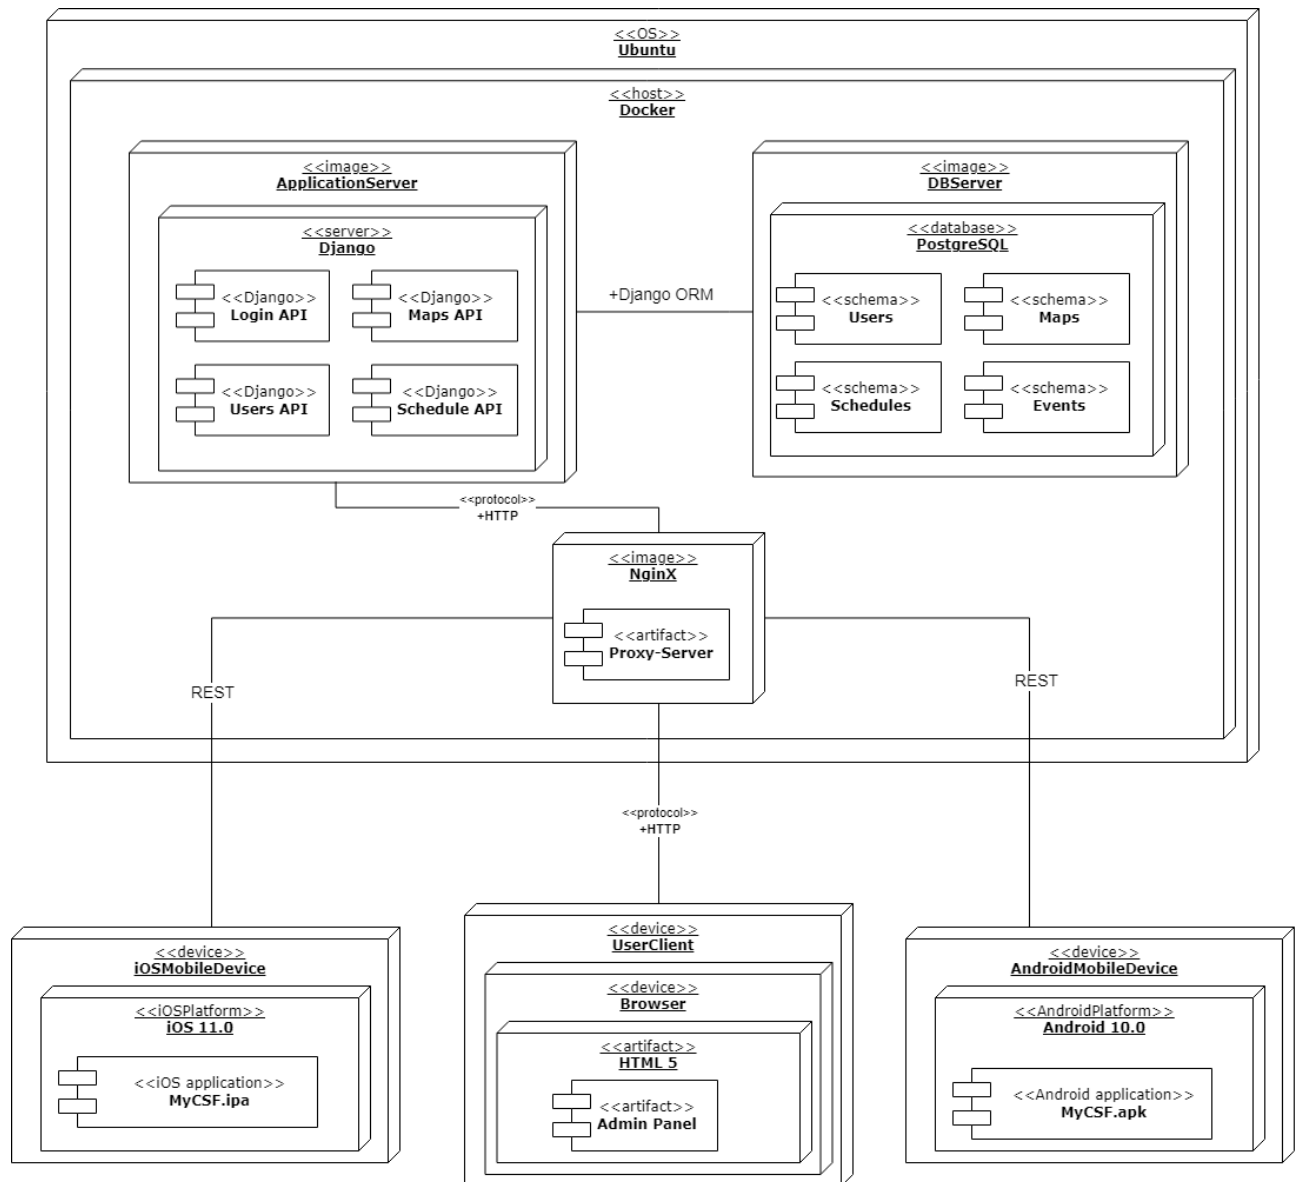 <<OS>>
Ubuntu
<<host>>
Docker
<<image>>
ApplicationServer
<<server>>
Django
<<Django>>
Login API
<<Django>>
Maps API
<<Django>>
Users API
<<Django>>
Schedule API
+Django ORM
<<image>>
DBServer
<<database>>
PostgreSQL
<<schema>>
Users
<<schema>>
Maps
<<schema>>
Schedules
<<schema>>
Events
<<protocol>>
+HTTP
<<image>>
NginX
<<artifact>>
Proxy-Server
REST
REST
<<protocol>>
+HTTP
<<device>>
iOSMobileDevice
<<iOSPlatform>>
iOS 11.0
<<iOS application>>
MyCSF.ipa
<<device>>
UserClient
<<device>>
Browser
<<artifact>>
HTML 5
<<artifact>>
Admin Panel
<<device>>
AndroidMobileDevice
<<AndroidPlatform>>
Android 10.0
<<Android application>>
MyCSF.apk